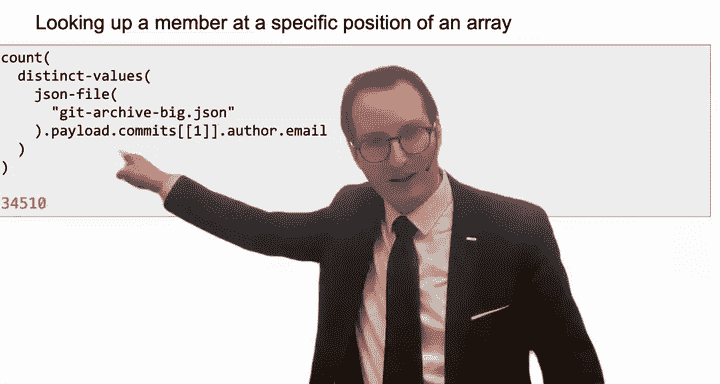 Looking up a member at a specific position of an array
count(
distinct-values(
json-file(
"git-archive-big.json"
).payload.commits[[1]].author.email
)
)
34510